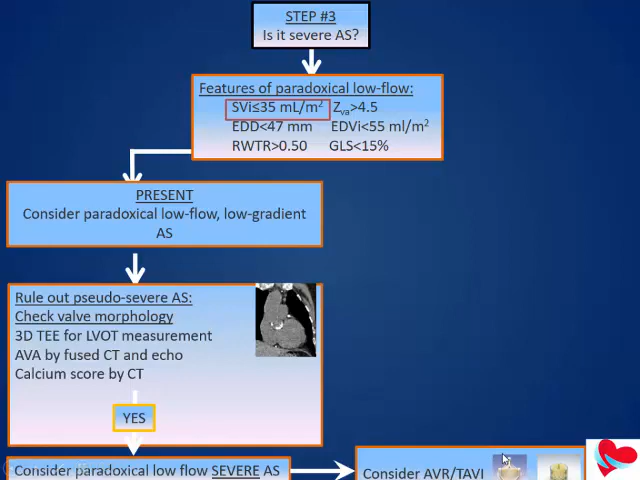 STEP #3
Is it severe AS?
Features of paradoxical low-flow:
SVi≤35 mL/m² Zva>4.5
EDD<47 mm EDVi<55 ml/m²
RWTR>0.50 GLS<15%
PRESENT
Consider paradoxical low-flow, low-gradient
AS
Rule out pseudo-severe AS:
Check valve morphology
3D TEE for LVOT measurement
AVA by fused CT and echo
Calcium score by CT
YES
Consider paradoxical low flow SEVERE AS
Consider AVR/TAVI